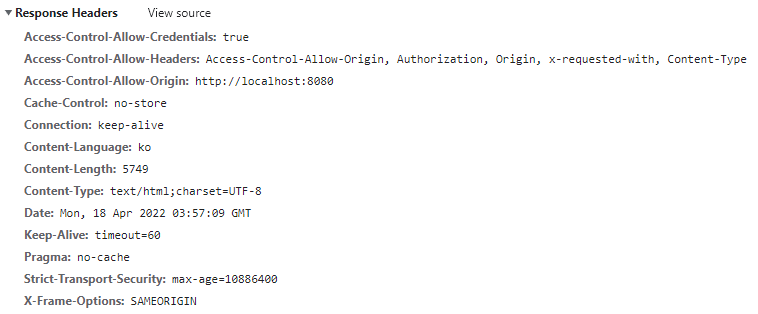 Response Headers View source
Access-Control-Allow-Credentials: true
Access-Control-Allow-Headers: Access-Control-Allow-Origin, Authorization, Origin, x-requested-with, Content-Type
Access-Control-Allow-Origin: http://localhost:8080
Cache-Control: no-store
Connection: keep-alive
Content-Language: ko
Content-Length: 5749
Content-Type: text/html;charset=UTF-8
Date: Mon, 18 Apr 2022 03:57:09 GMT
Keep-Alive: timeout=60
Pragma: no-cache
Strict-Transport-Security: max-age=10886400
X-Frame-Options: SAMEORIGIN